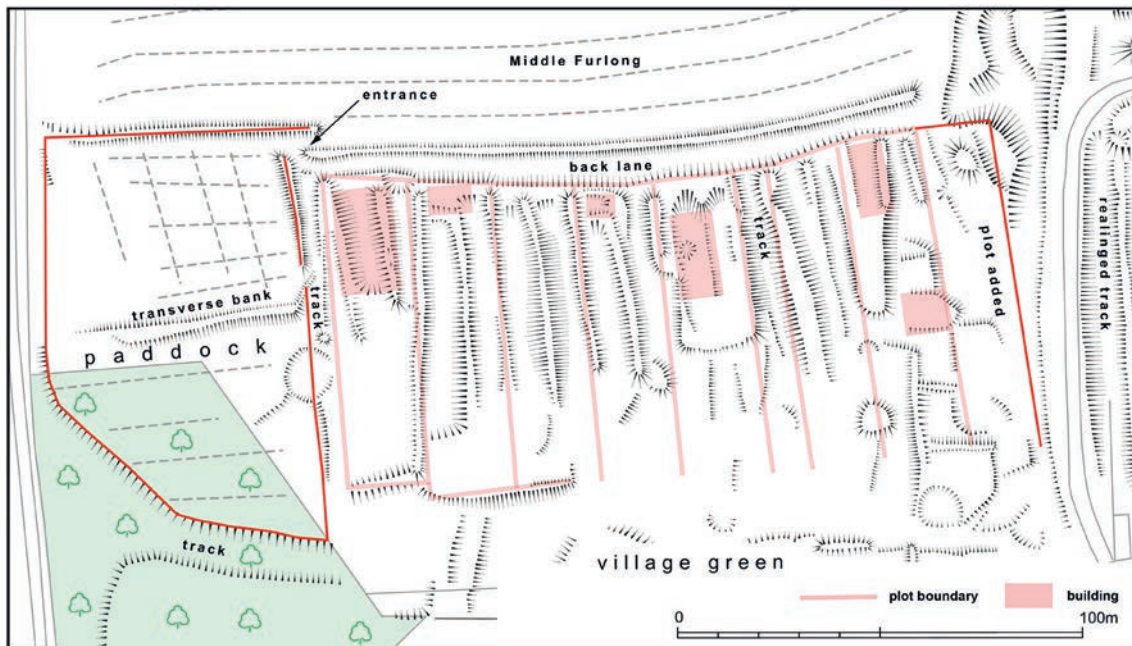 Middle Furlong
entrance
back lane
track
plot added
realinged track
transverse bank
track
paddock
track
village green
plot boundary
building
0
100m